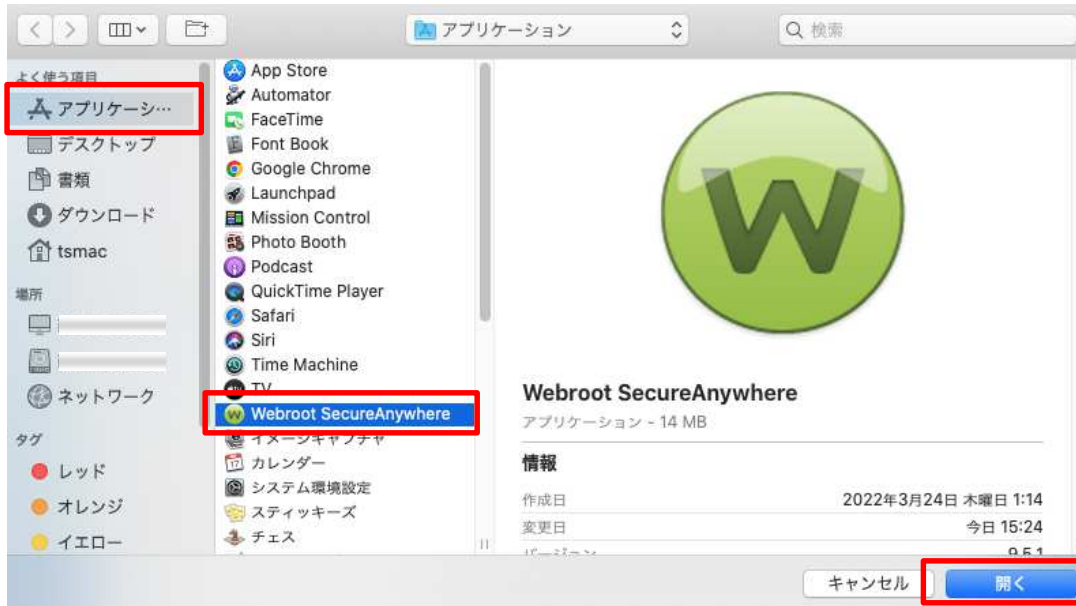 アプリケーション
検索
よく使う項目
アプリケーシ…
デスクトップ
書類
ダウンロード
tsmac
場所
ネットワーク
タグ
レッド
オレンジ
イエロー
App Store
Automator
FaceTime
Font Book
Google Chrome
Launchpad
Mission Control
Photo Booth
Podcast
QuickTime Player
Safari
Siri
Time Machine
TV
Webroot SecureAnywhere
イメージキャプチャ
カレンダー
システム環境設定
スティッキーズ
チェス
W
Webroot SecureAnywhere
アプリケーション - 14 MB
情報
作成日 2022年3月24日 木曜日 1:14
変更日 今日 15:24
バージョン 9.5.1
キャンセル
開く